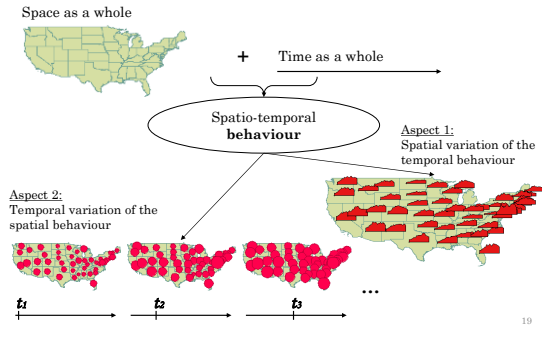 Space as a whole
+
Time as a whole
Spatio-temporal
behaviour
Aspect 1:
Spatial variation of the
temporal behaviour
Aspect 2:
Temporal variation of the
spatial behaviour
t1
t2
t3
...
19